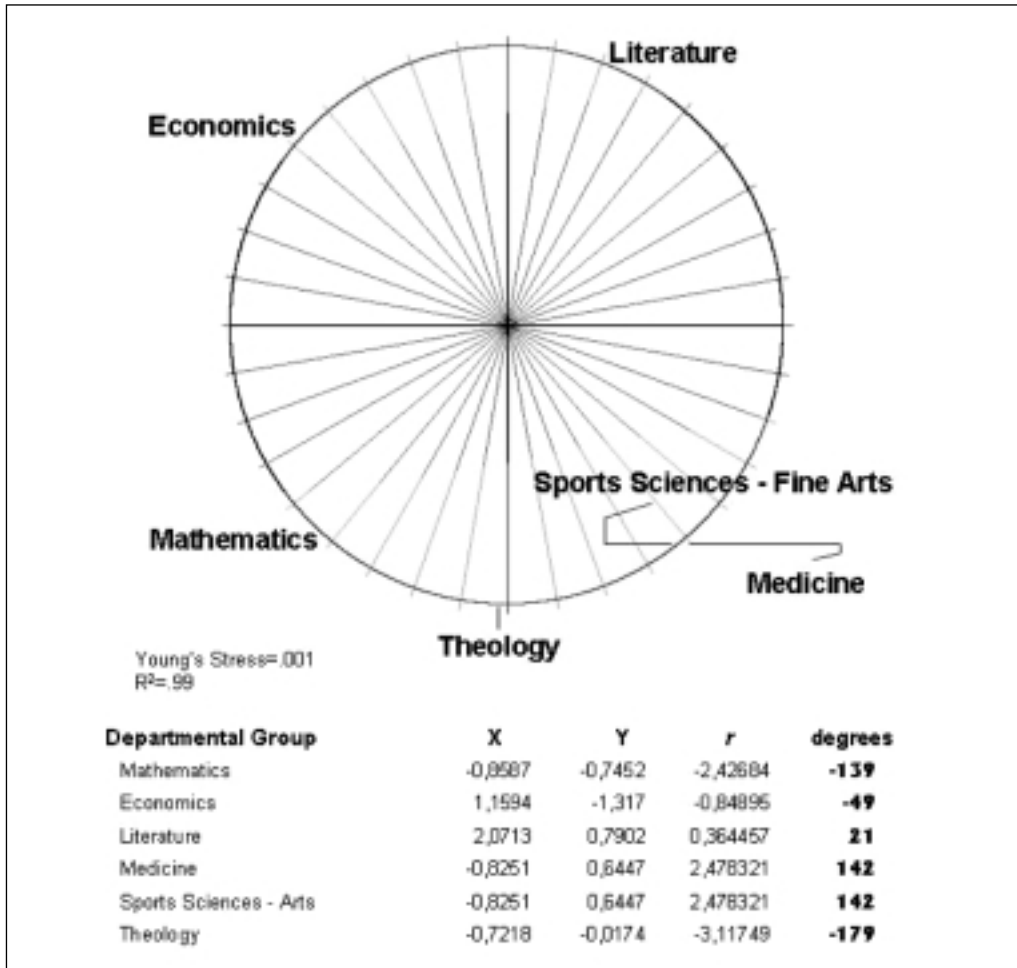 Literature
Economics
Sports Sciences - Fine Arts
Mathematics
Medicine
Theology
Young's Stress=.001
R²=.99
Departmental Group X Y r degrees
Mathematics -0,8587 -0,7452 -2,42684 -139
Economics 1,1594 -1,317 -0,84895 -49
Literature 2,0713 0,7902 0,364457 21
Medicine -0,8251 0,6447 2,478321 142
Sports Sciences - Arts -0,8251 0,6447 2,478321 142
Theology -0,7218 -0,0174 -3,11749 -179